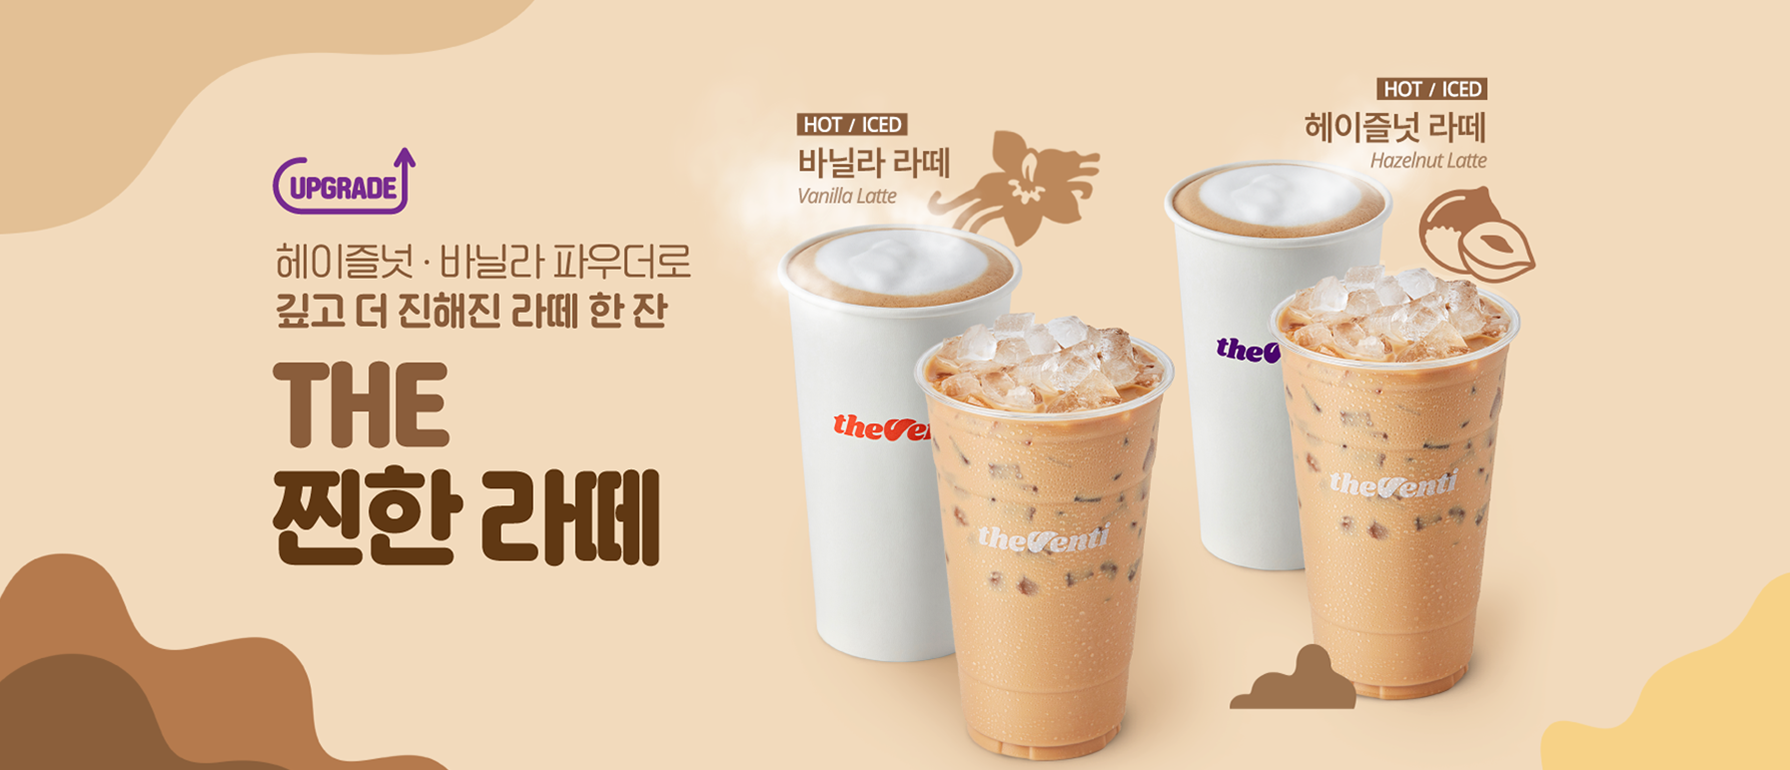 UPGRADE
헤이즐넛 · 바닐라 파우더로
깊고 더 진해진 라떼 한 잔
THE
찐한 라떼
HOT / ICED
바닐라 라떼
Vanilla Latte
HOT / ICED
헤이즐넛 라떼
Hazelnut Latte
theVen
theV
theVenti
theVenti